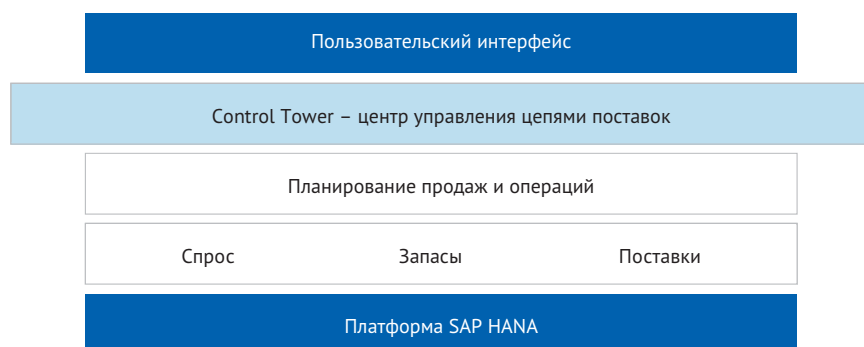 Пользовательский интерфейс
Control Tower – центр управления цепями поставок
Планирование продаж и операций
Спрос Запасы Поставки
Платформа SAP HANA